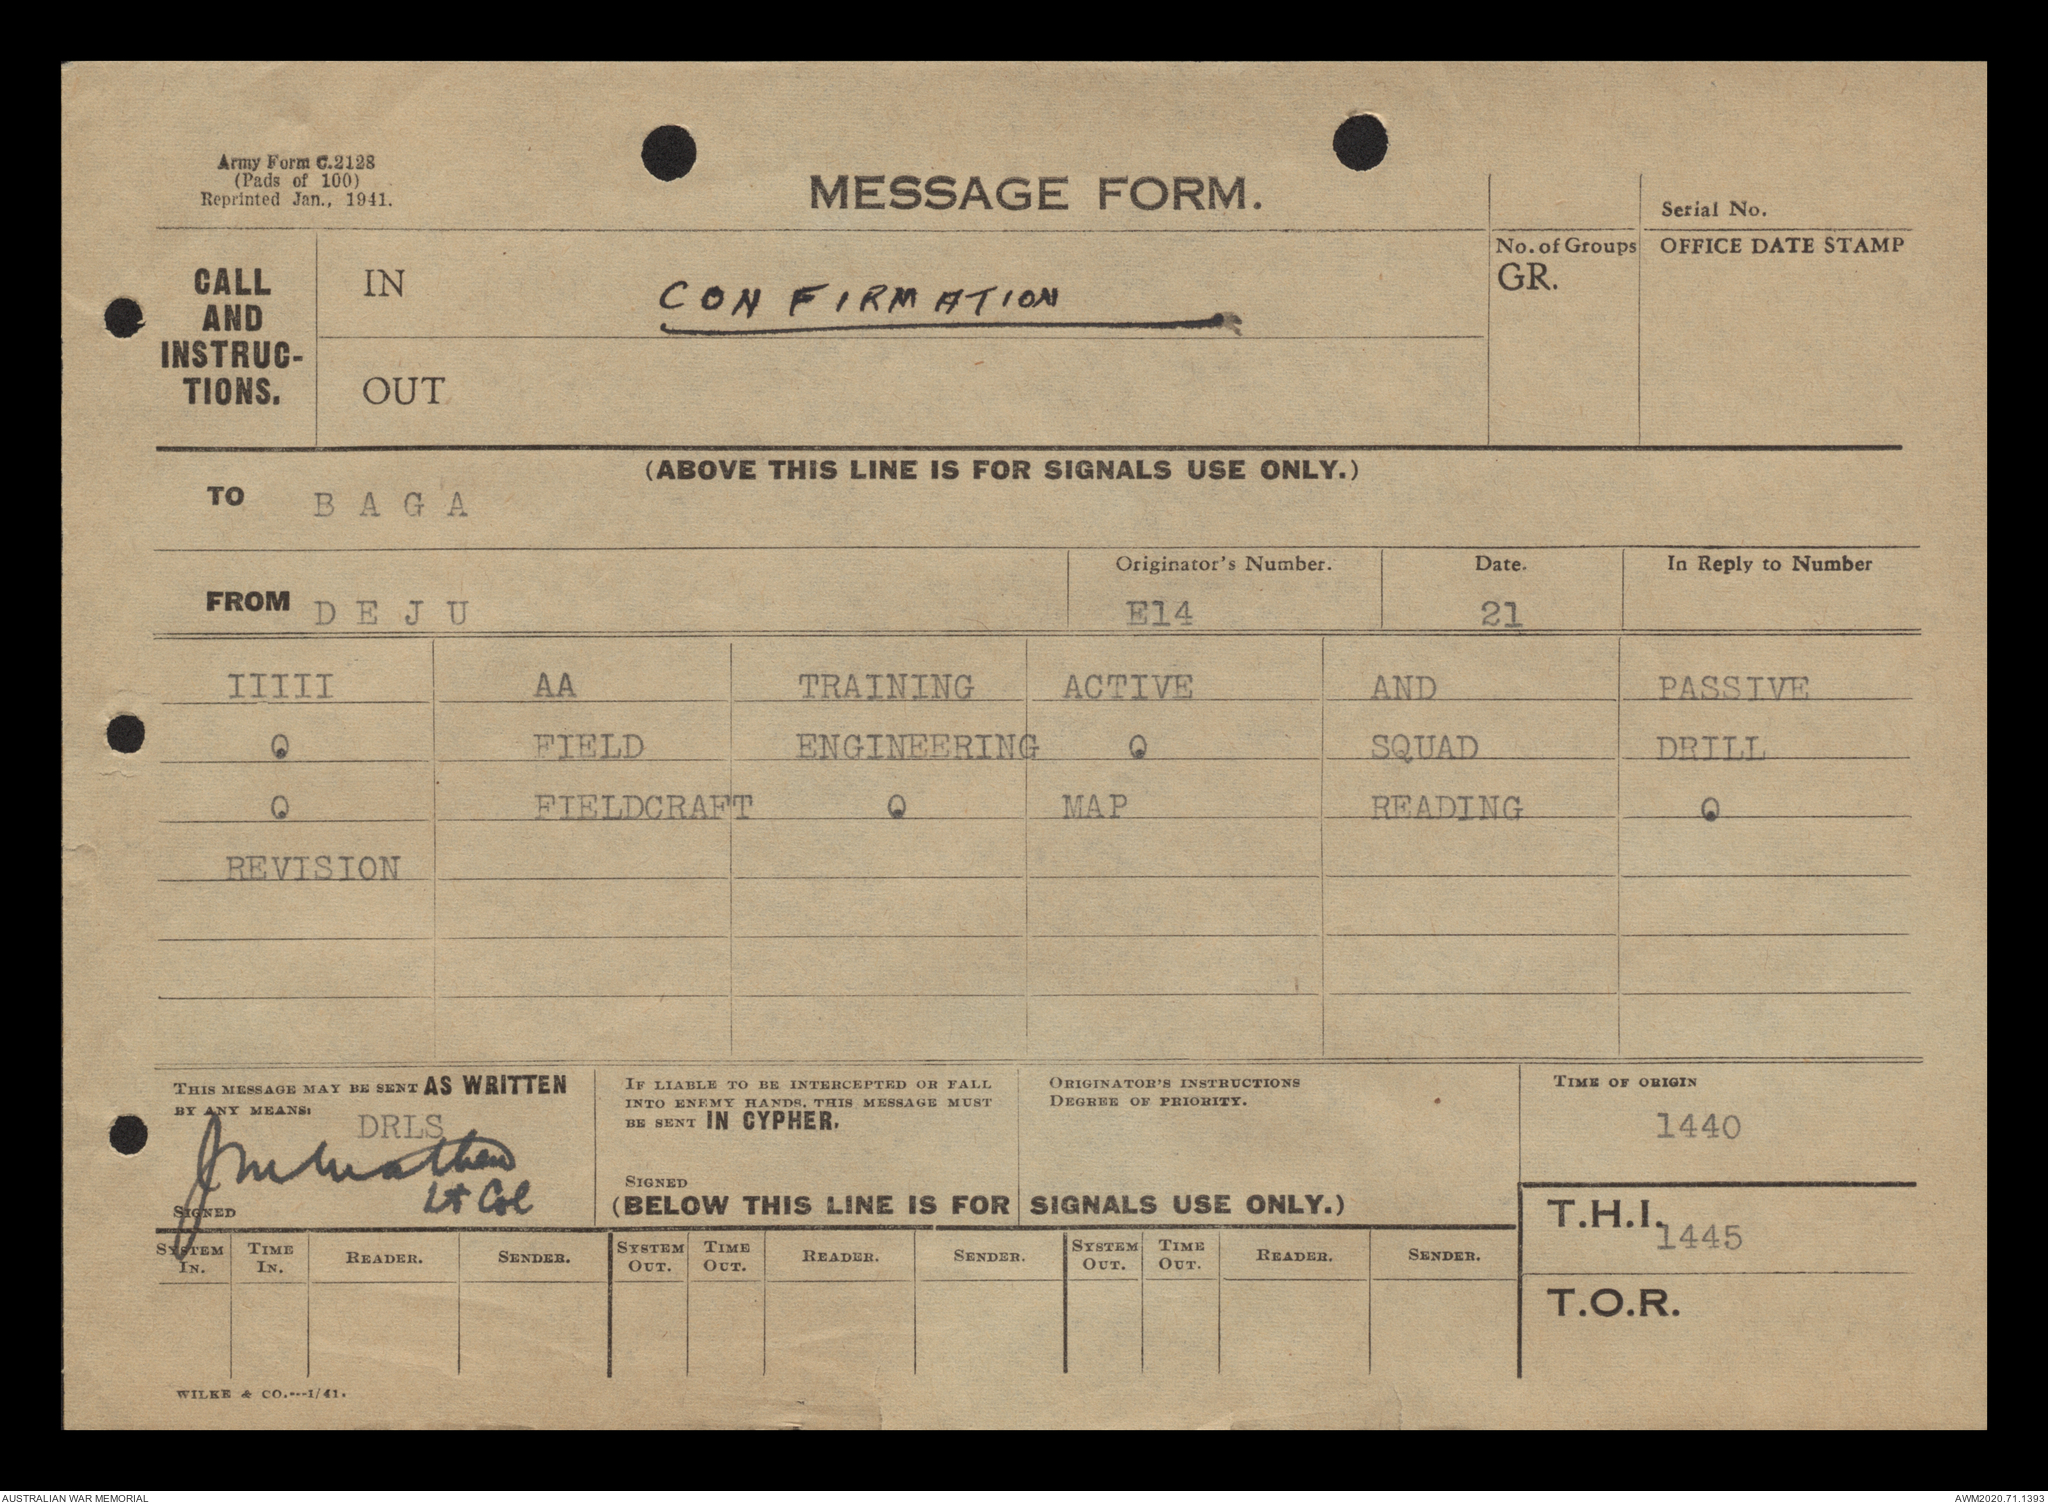 Army Form C.2128
(Pads of 100)
Reprinted Jan., 1941.
MESSAGE FORM.
Serial No.
CALL
AND
INSTRUC-
TIONS.
IN
CONFIRMATION
OUT
No. of Groups
GR.
OFFICE DATE STAMP
(ABOVE THIS LINE IS FOR SIGNALS USE ONLY.)
TO B A G A
FROM D E J U
Originator's Number.
E14
Date.
21
In Reply to Number
IIIII AA TRAINING ACTIVE AND PASSIVE
O FIELD ENGINEERING O SQUAD DRILL
O FIELDCRAFT O MAP READING O
REVISION
THIS MESSAGE MAY BE SENT AS WRITTEN
BY ANY MEANS:
DRLS
Lt Col
SIGNED
IF LIABLE TO BE INTERCEPTED OR FALL
INTO ENEMY HANDS, THIS MESSAGE MUST
BE SENT IN CYPHER.
SIGNED
ORIGINATOR'S INSTRUCTIONS
DEGREE OF PRIORITY.
TIME OF ORIGIN
1440
(BELOW THIS LINE IS FOR SIGNALS USE ONLY.)
T.H.I.
1445
T.O.R.
SYSTEM IN. TIME IN. READER. SENDER. SYSTEM OUT. TIME OUT. READER. SENDER. SYSTEM OUT. TIME OUT. READER. SENDER.
WILKE & CO.---1/41.
AUSTRALIAN WAR MEMORIAL
AWM2020.71.1393